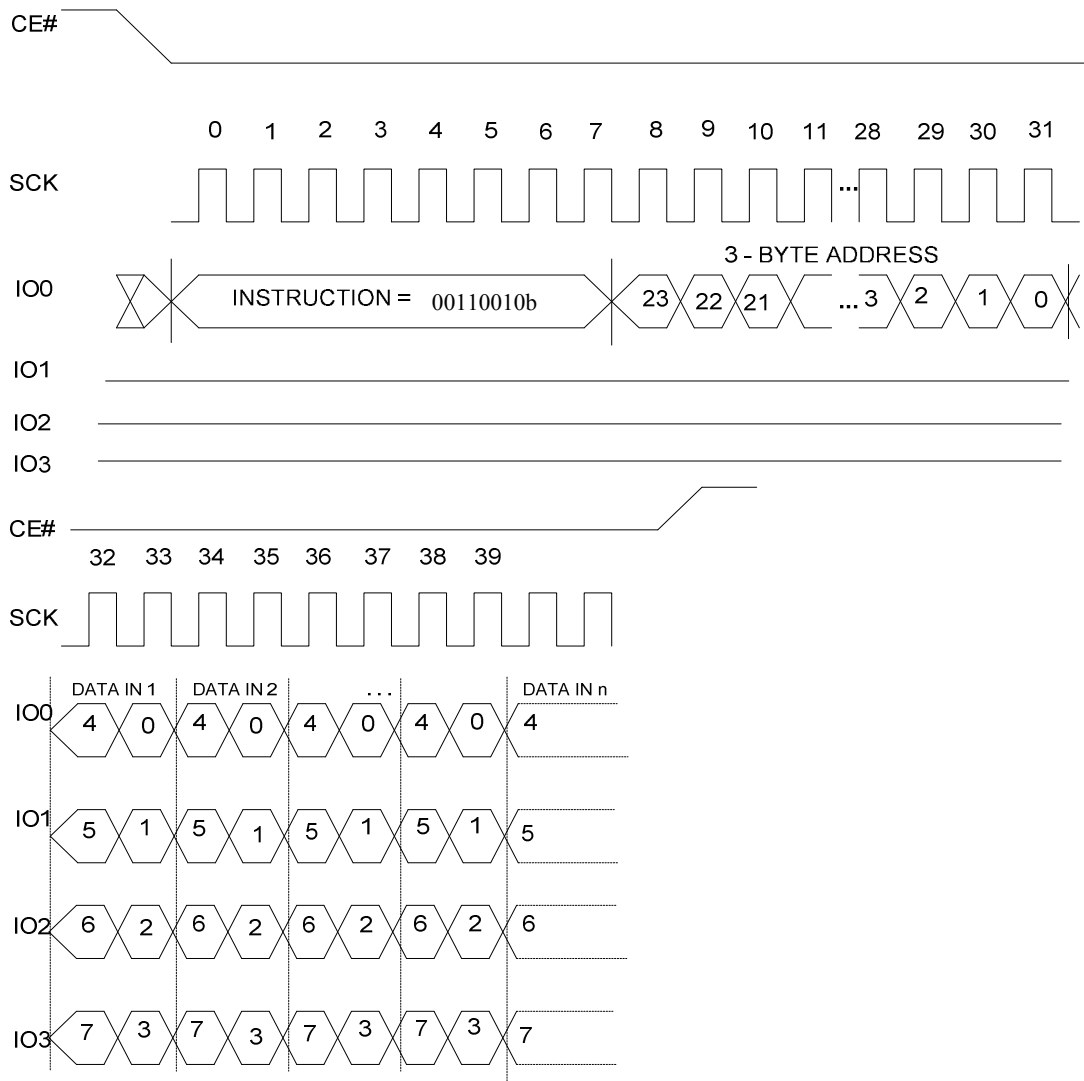 CE#
0 1 2 3 4 5 6 7 8 9 10 11 28 29 30 31
SCK ...
3 - BYTE ADDRESS
IO0 INSTRUCTION = 00110010b 23 22 21 ... 3 2 1 0
IO1
IO2
IO3
CE#
32 33 34 35 36 37 38 39
SCK
DATA IN 1 DATA IN 2 ... DATA IN n
IO0 4 0 4 0 4 0 4 0 4
IO1 5 1 5 1 5 1 5 1 5
IO2 6 2 6 2 6 2 6 2 6
IO3 7 3 7 3 7 3 7 3 7